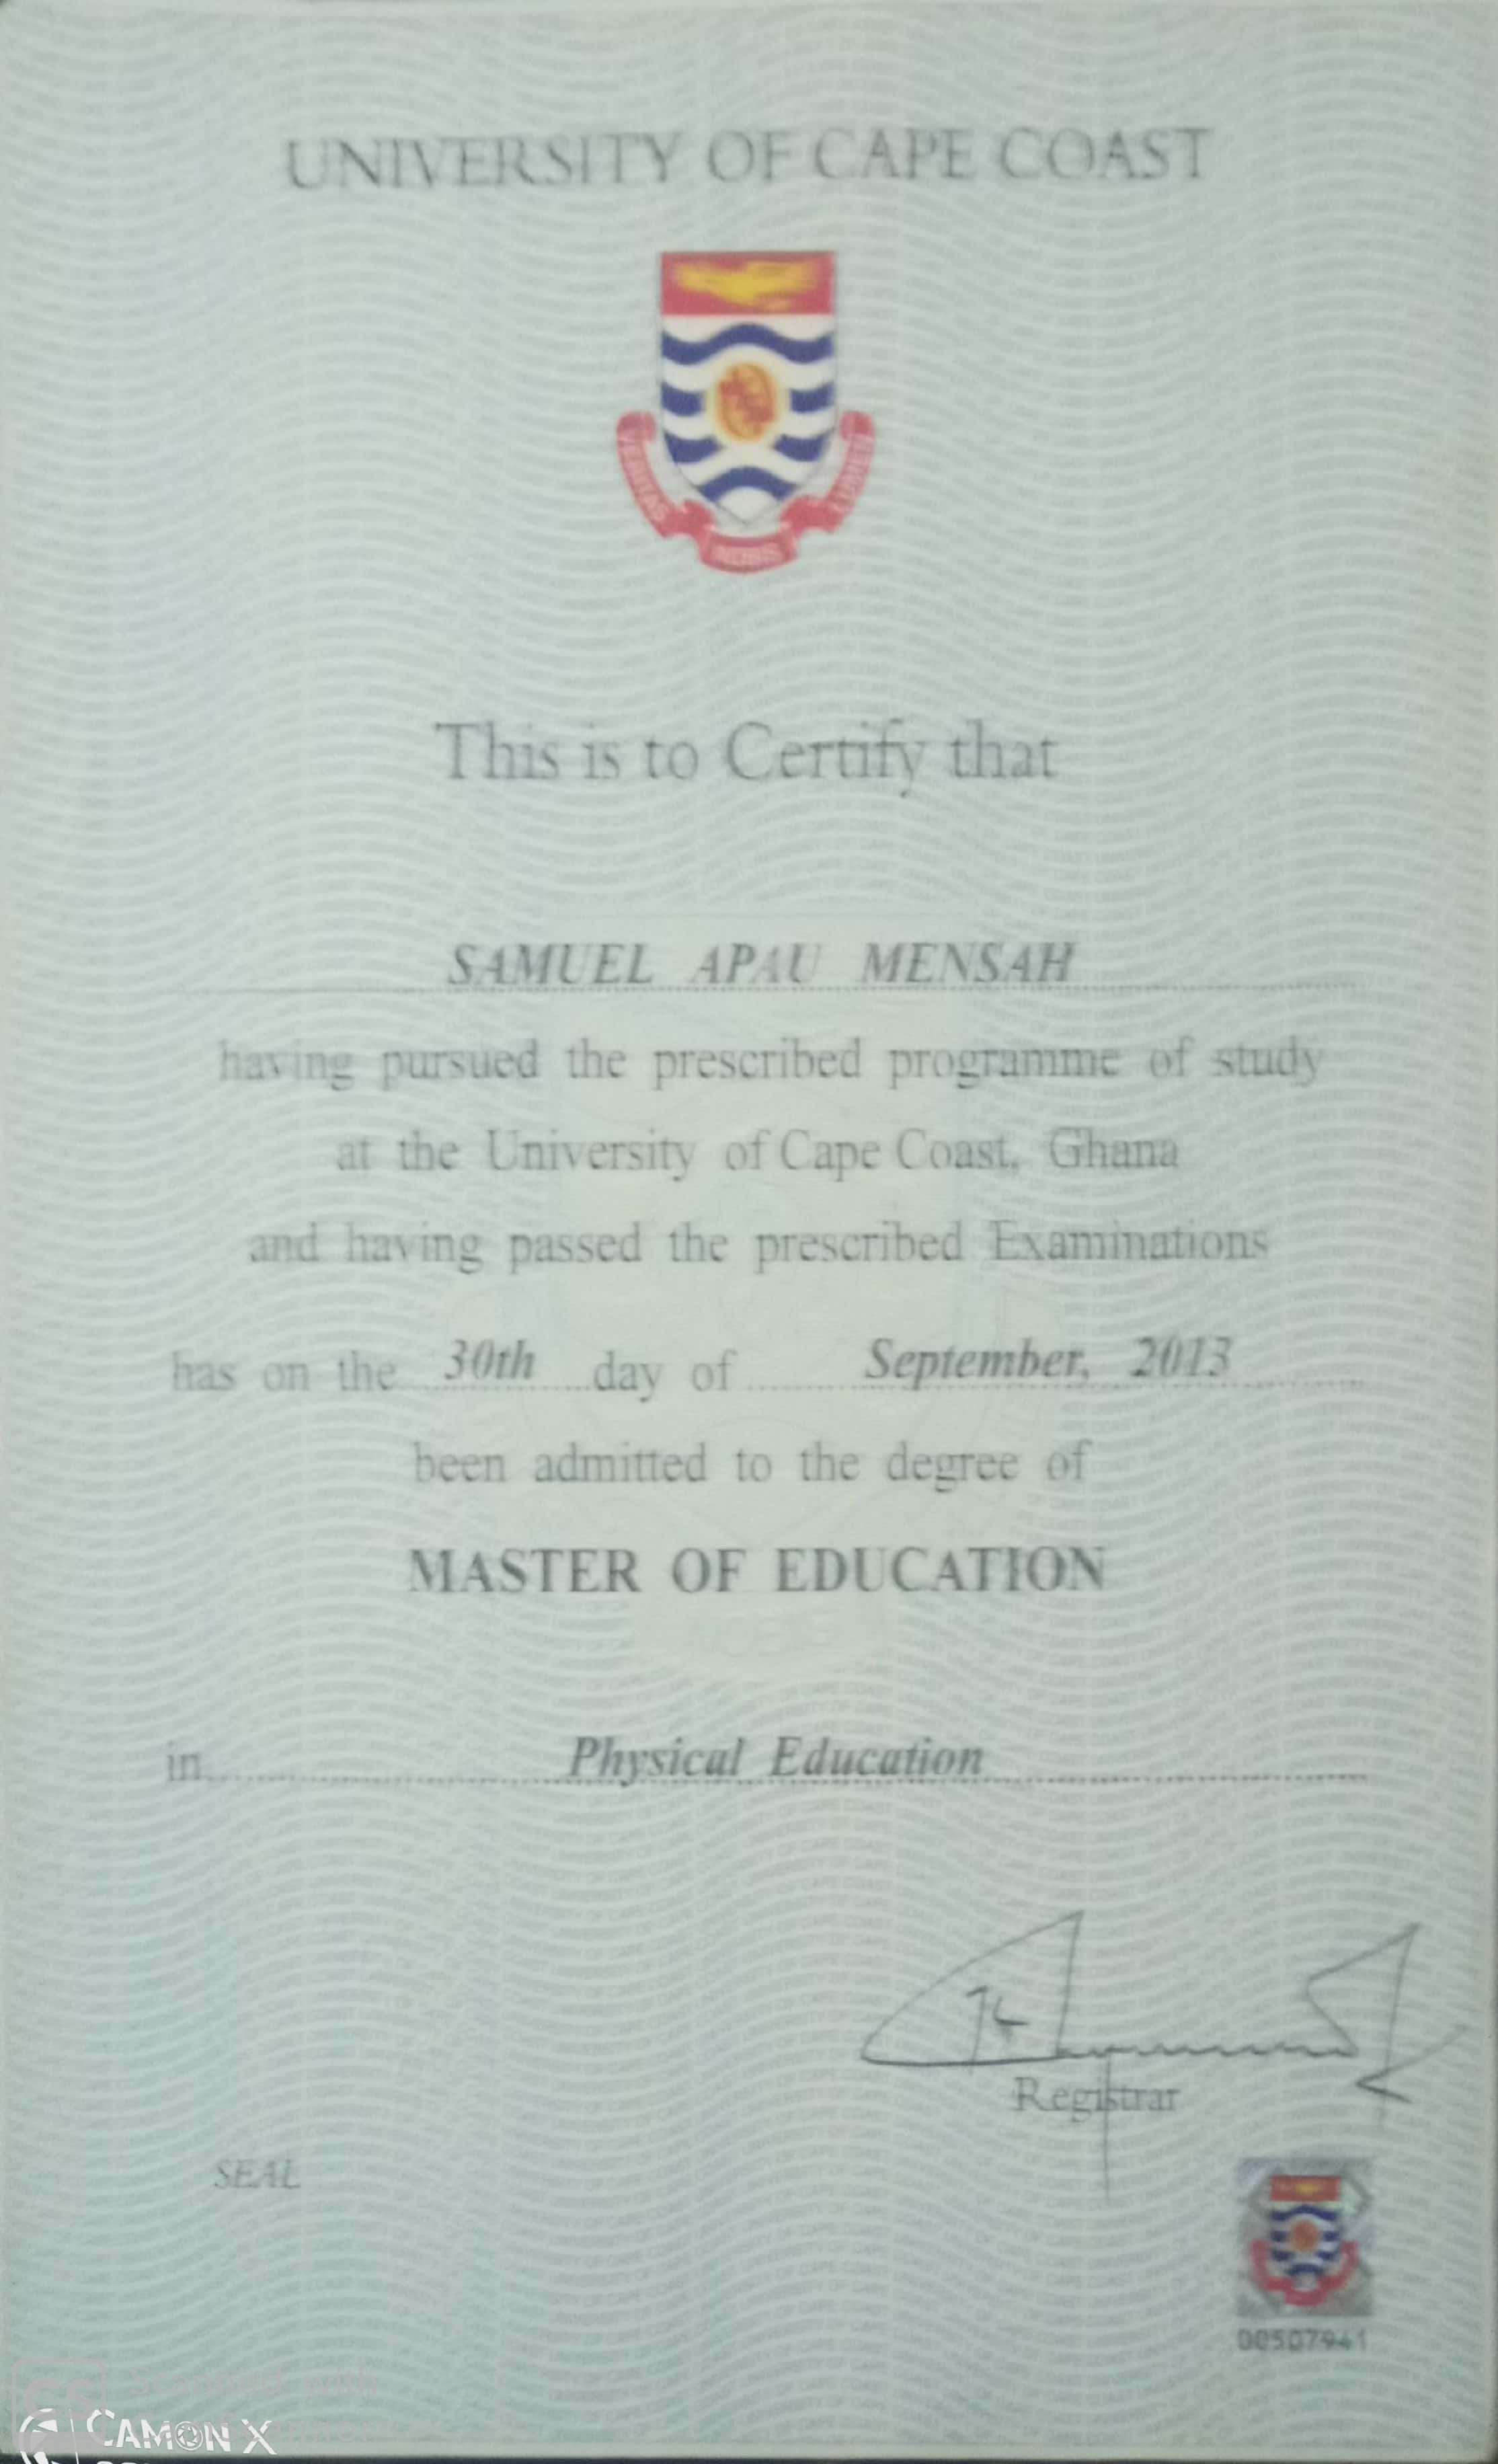 UNIVERSITY OF CAPE COAST
VERITAS NOBIS LUMEN
This is to Certify that
SAMUEL APAU MENSAH
having pursued the prescribed programme of study
at the University of Cape Coast, Ghana
and having passed the prescribed Examinations
has on the 30th day of September, 2013
been admitted to the degree of
MASTER OF EDUCATION
in Physical Education
Registrar
SEAL
00507941
CS
CAMON X